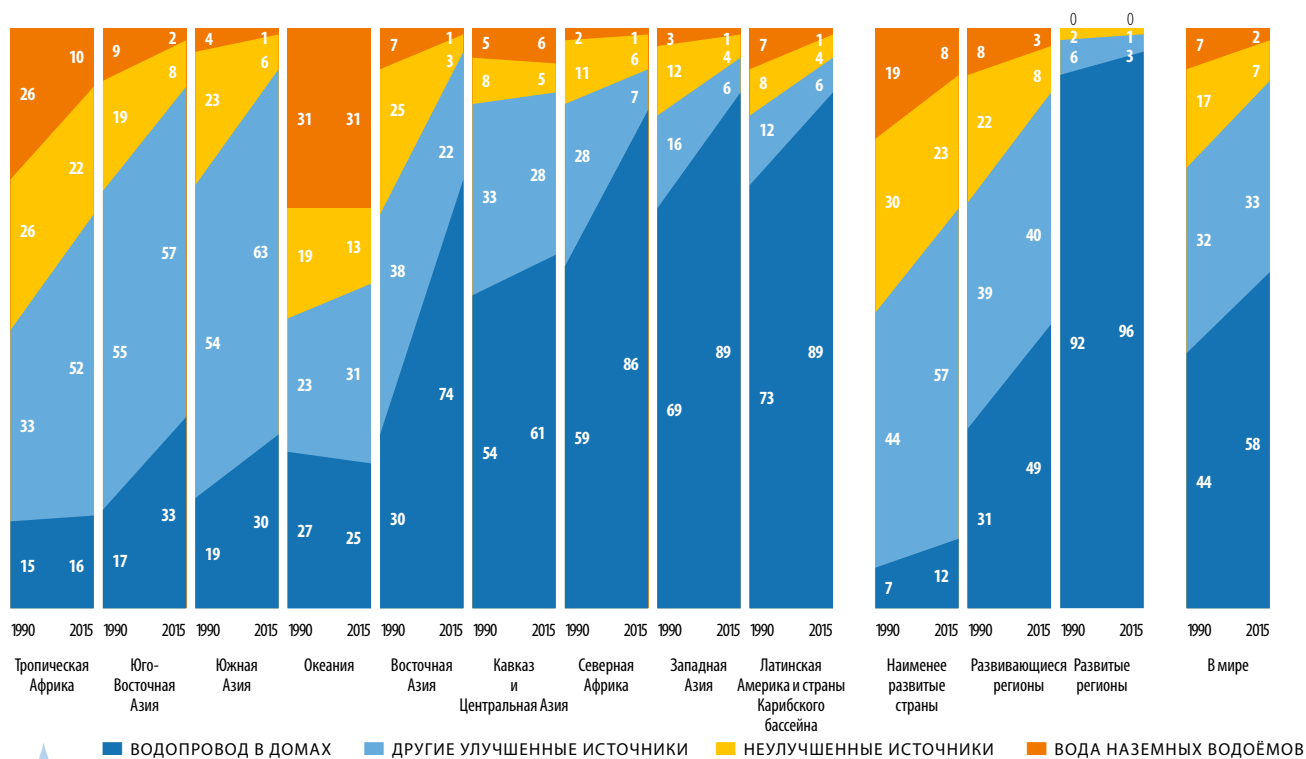 0 0
10 2 4 1 7 1 5 6 2 1 3 1 7 1 8 8 3 2 1 7 2
9 8 6 3 8 5 11 6 12 4 8 4 19 8 6 3 7
26 19 23 31 31 25 7 6 6 22 17
22 22 28 16 12 23
26 19 13 38 33 28 30 40 33
57 63 39 32
33 52 55 54 23 31 74 86 69 89 73 89 57 92 96
59 44
54 61 49 44 58
15 16 17 33 19 30 27 25 30 7 12 31
1990 2015 1990 2015 1990 2015 1990 2015 1990 2015 1990 2015 1990 2015 1990 2015 1990 2015 1990 2015 1990 2015 1990 2015 1990 2015
Тропическая
Африка
Юго-
Восточная
Азия
Южная
Азия
Океания
Восточная
Азия
Кавказ
и
Центральная Азия
Северная
Африка
Западная
Азия
Латинская
Америка и страны
Карибского
бассейна
Наименее
развитые
страны
Развивающиеся
регионы
Развитые
регионы
В мире
ВОДОПРОВОД В ДОМАХ ДРУГИЕ УЛУЧШЕННЫЕ ИСТОЧНИКИ НЕУЛУЧШЕННЫЕ ИСТОЧНИКИ ВОДА НАЗЕМНЫХ ВОДОЁМОВ